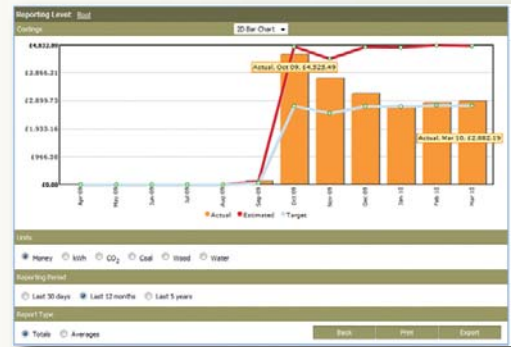 Reporting Level: Root
Costings
2D Bar Chart
£4,832.89
£3,866.31
£2,899.73
£1,933.16
£966.58
£0.00
Actual, Oct 09, £4,525.49
Actual, Mar 10, £2,882.19
Apr-09
May-09
Jun-09
Jul-09
Aug-09
Sep-09
Oct-09
Nov-09
Dec-09
Jan-10
Feb-10
Mar-10
Actual Estimated Target
Units
Money kWh CO2 Coal Wood Water
Reporting Period
Last 30 days Last 12 months Last 5 years
Report Type
Totals Averages
Back Print Export